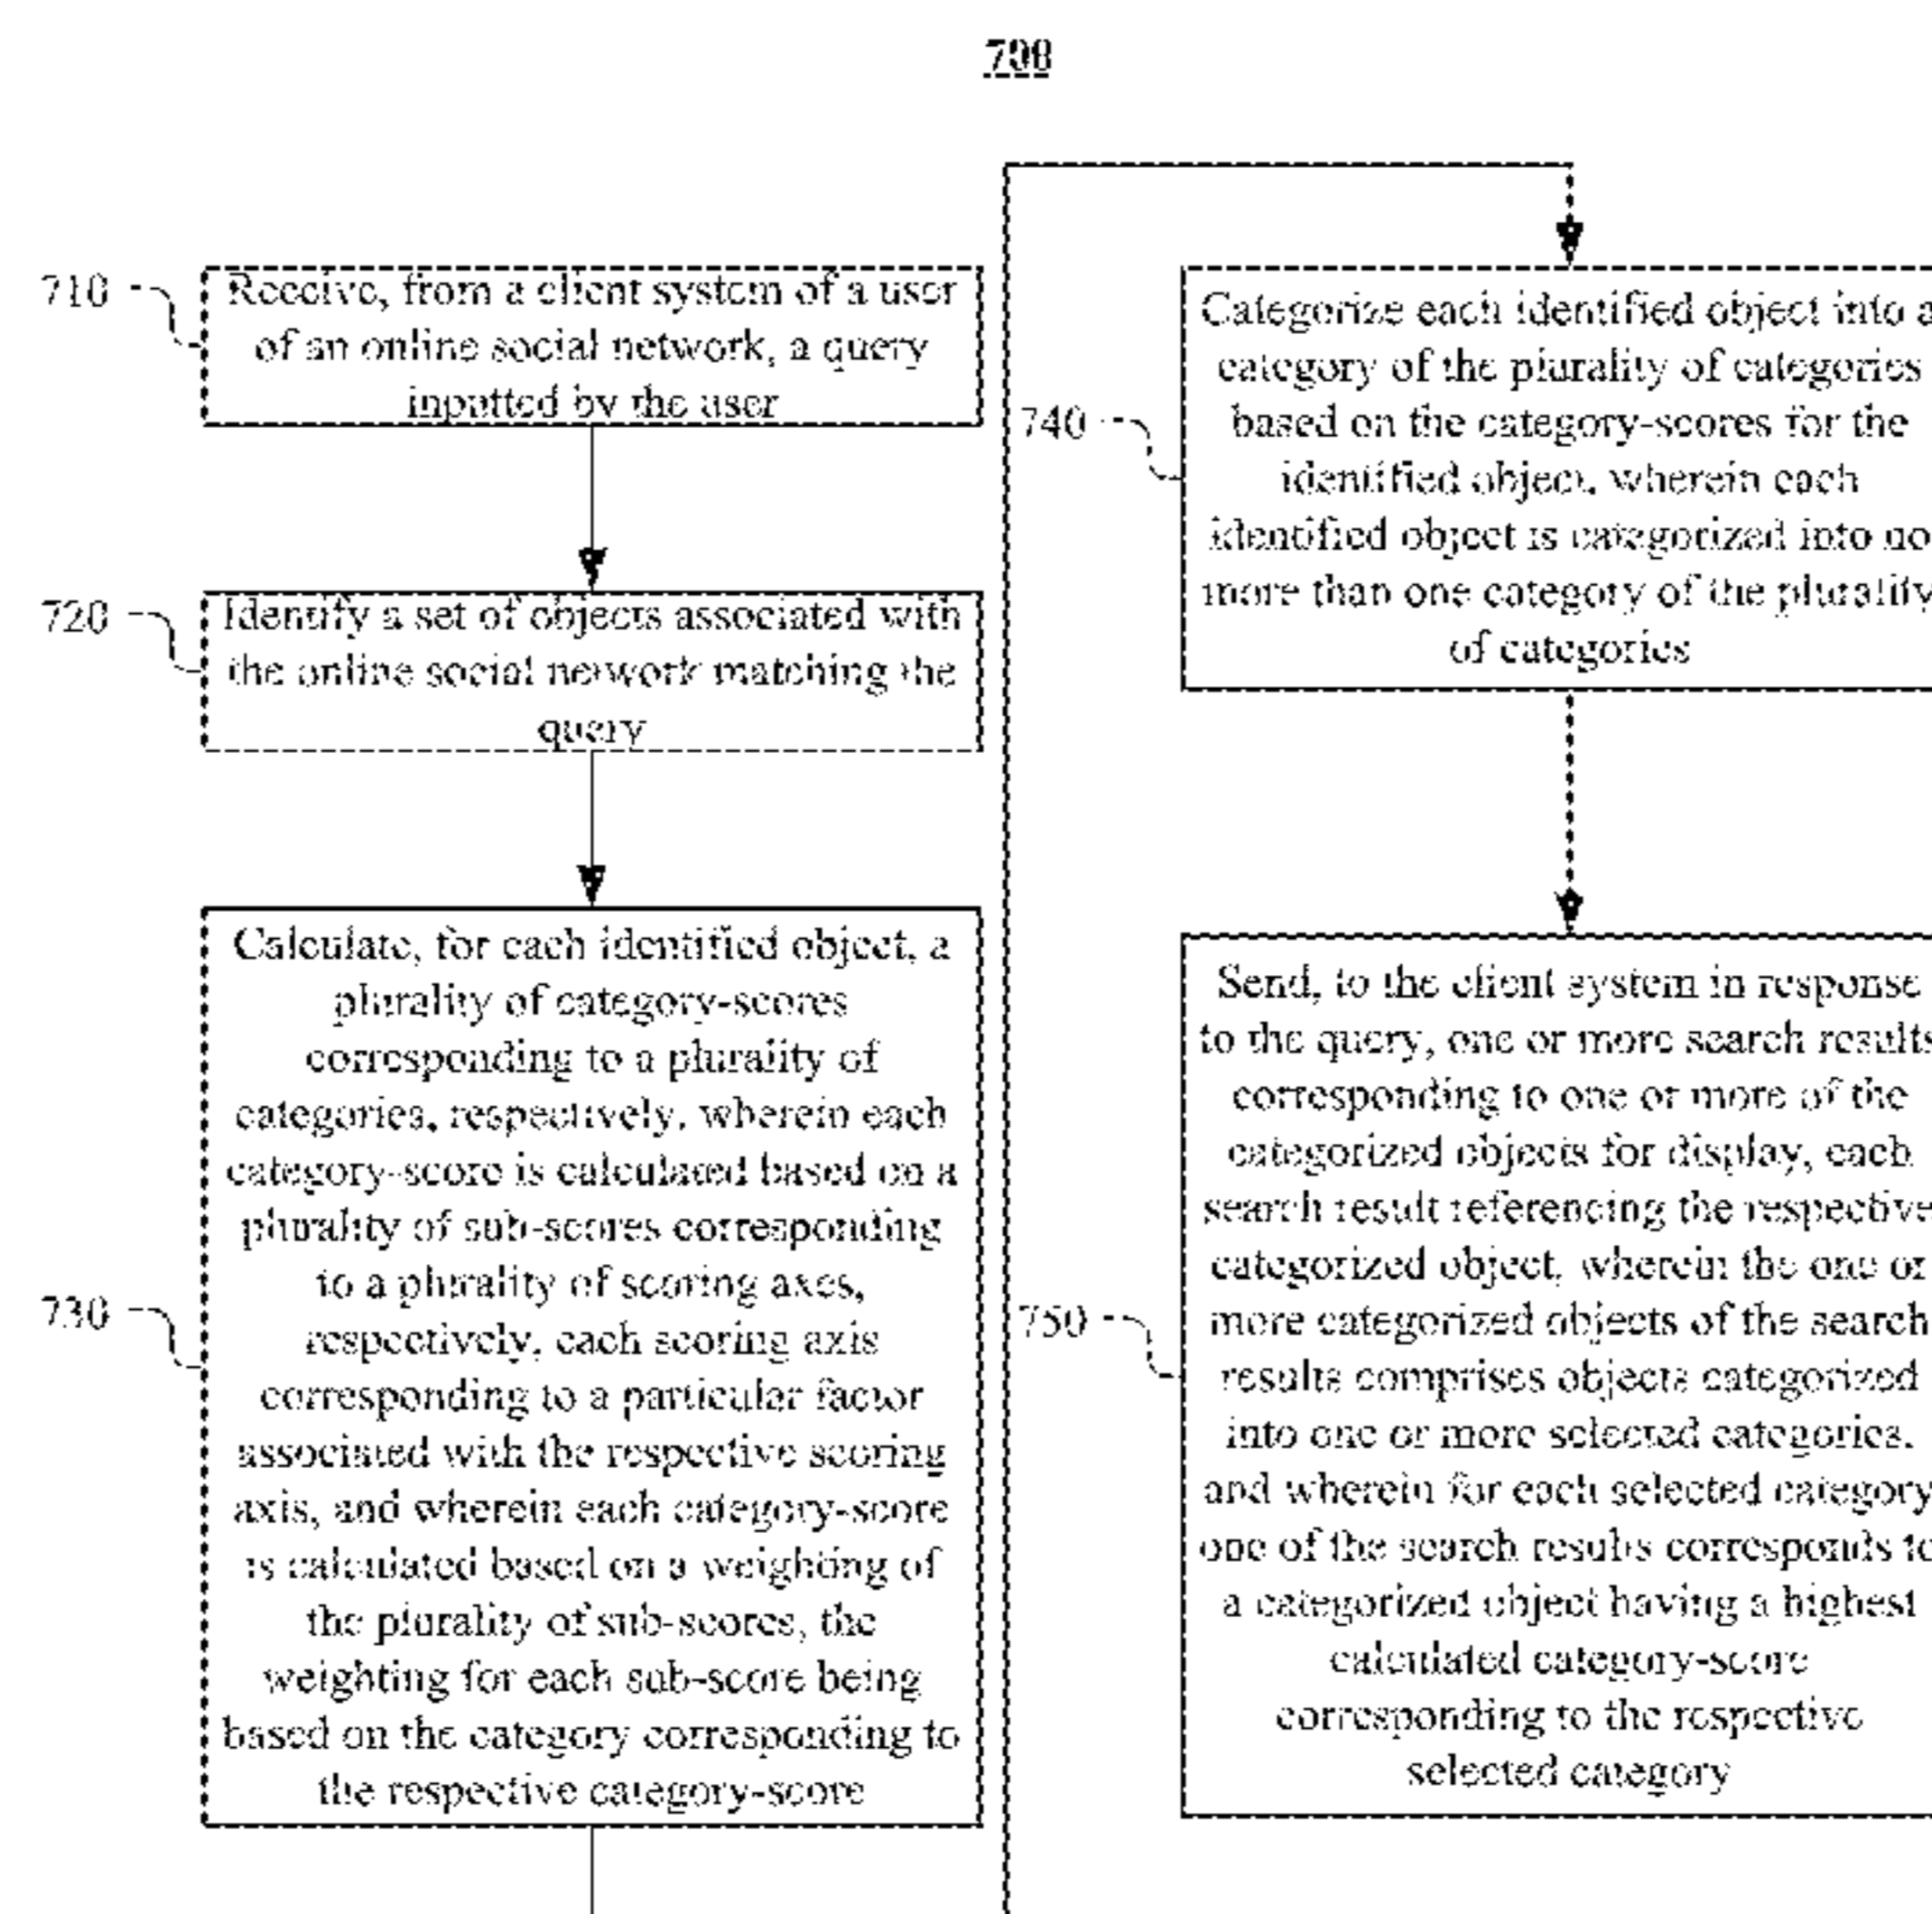 700
710
Receive, from a client system of a user
of an online social network, a query
inputted by the user
720
Identify a set of objects associated with
the online social network matching the
query
730
Calculate, for each identified object, a
plurality of category-scores
corresponding to a plurality of
categories, respectively, wherein each
category-score is calculated based on a
plurality of sub-scores corresponding
to a plurality of scoring axes,
respectively, each scoring axis
corresponding to a particular factor
associated with the respective scoring
axis, and wherein each category-score
is calculated based on a weighting of
the plurality of sub-scores, the
weighting for each sub-score being
based on the category corresponding to
the respective category-score
740
Categorize each identified object into a
category of the plurality of categories
based on the category-scores for the
identified object, wherein each
identified object is categorized into no
more than one category of the plurality
of categories
750
Send, to the client system in response
to the query, one or more search results
corresponding to one or more of the
categorized objects for display, each
search result referencing the respective
categorized object, wherein the one or
more categorized objects of the search
results comprises objects categorized
into one or more selected categories,
and wherein for each selected category
one of the search results corresponds to
a categorized object having a highest
calculated category-score
corresponding to the respective
selected category